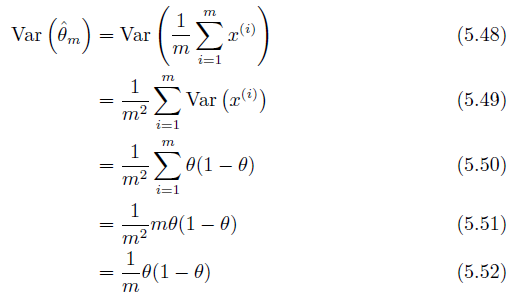 Var(θ̂ₘ) = Var(1/m ∑_{i=1}^{m} x^{(i)}) (5.48)
= 1/m² ∑_{i=1}^{m} Var(x^{(i)}) (5.49)
= 1/m² ∑_{i=1}^{m} θ(1 − θ) (5.50)
= 1/m² mθ(1 − θ) (5.51)
= 1/m θ(1 − θ) (5.52)